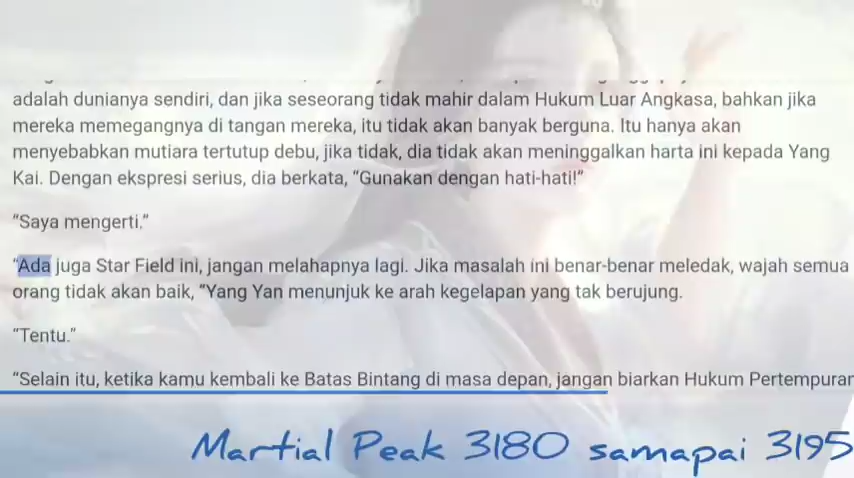 adalah dunianya sendiri, dan jika seseorang tidak mahir dalam Hukum Luar Angkasa, bahkan jika
mereka memegangnya di tangan mereka, itu tidak akan banyak berguna. Itu hanya akan
menyebabkan mutiara tertutup debu, jika tidak, dia tidak akan meninggalkan harta ini kepada Yang
Kai. Dengan ekspresi serius, dia berkata, “Gunakan dengan hati-hati!”
“Saya mengerti.”
“Ada juga Star Field ini, jangan melahapnya lagi. Jika masalah ini benar-benar meledak, wajah semua
orang tidak akan baik, “Yang Yan menunjuk ke arah kegelapan yang tak berujung.
“Tentu.”
“Selain itu, ketika kamu kembali ke Batas Bintang di masa depan, jangan biarkan Hukum Pertempuran
Martial Peak 3180 samapai 3195